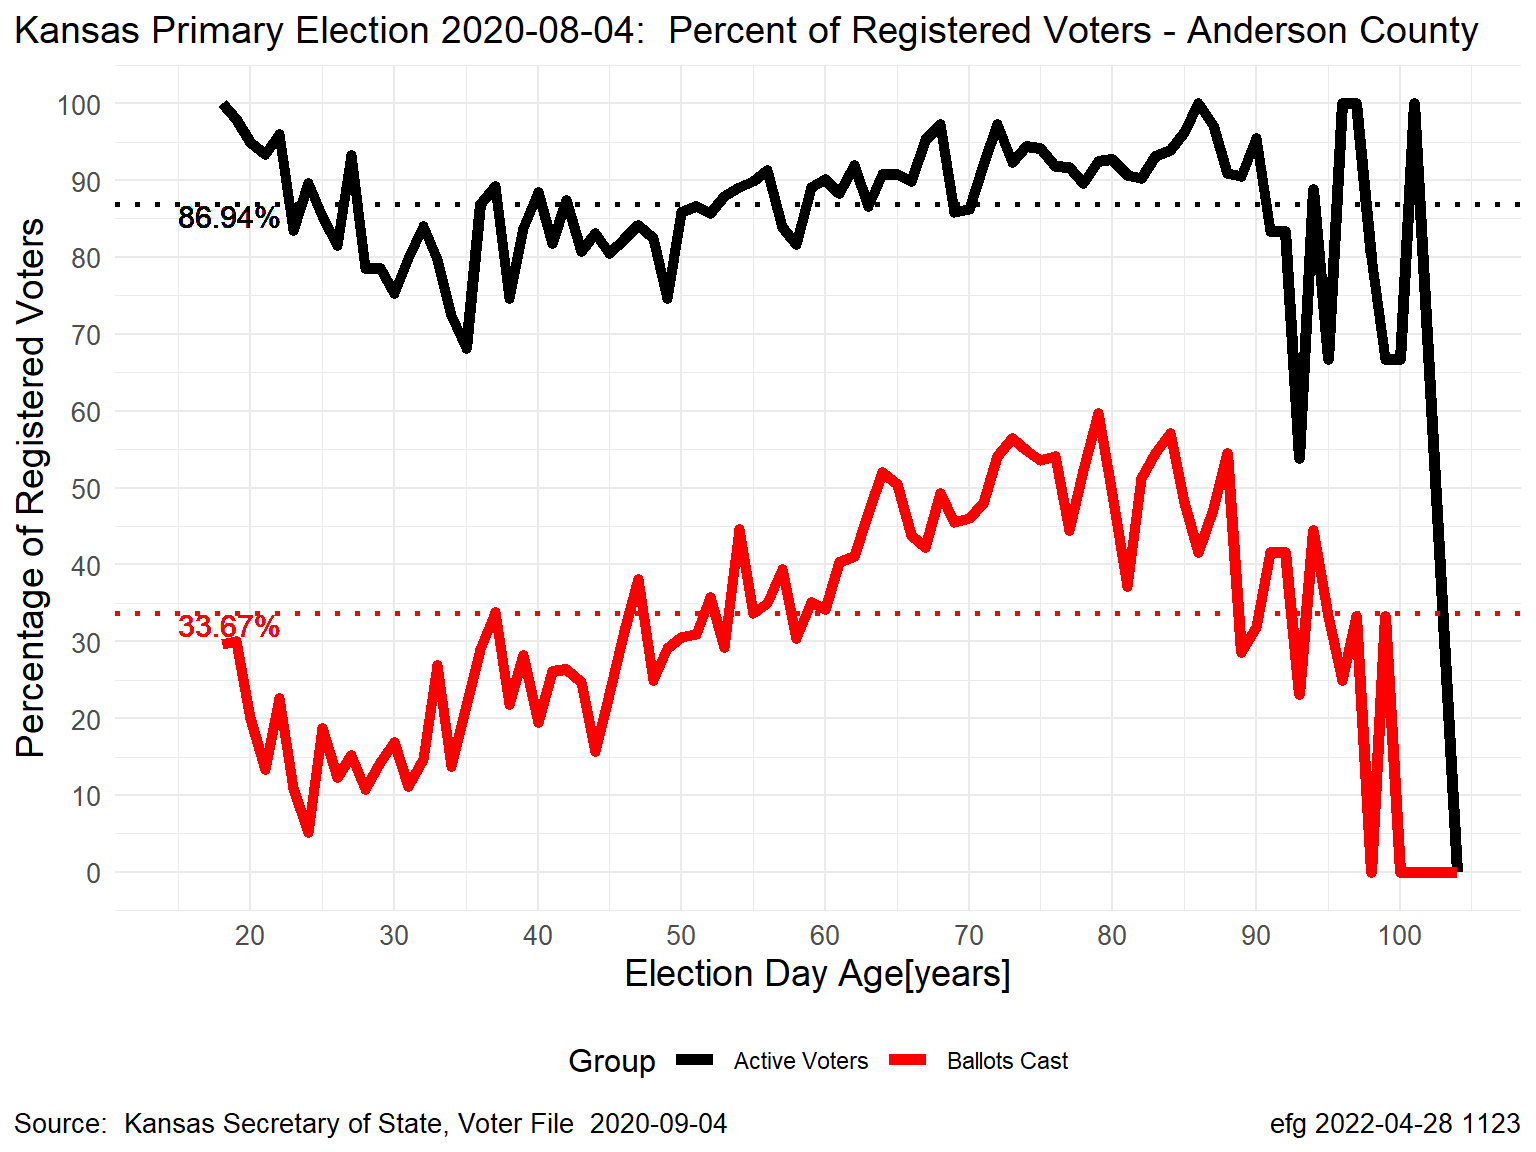 Kansas Primary Election 2020-08-04:  Percent of Registered Voters - Anderson County
Percentage of Registered Voters
100
90
80
70
60
50
40
30
20
10
0
86.94%
33.67%
20 30 40 50 60 70 80 90 100
Election Day Age[years]
Group Active Voters Ballots Cast
Source:  Kansas Secretary of State, Voter File  2020-09-04
efg 2022-04-28 1123